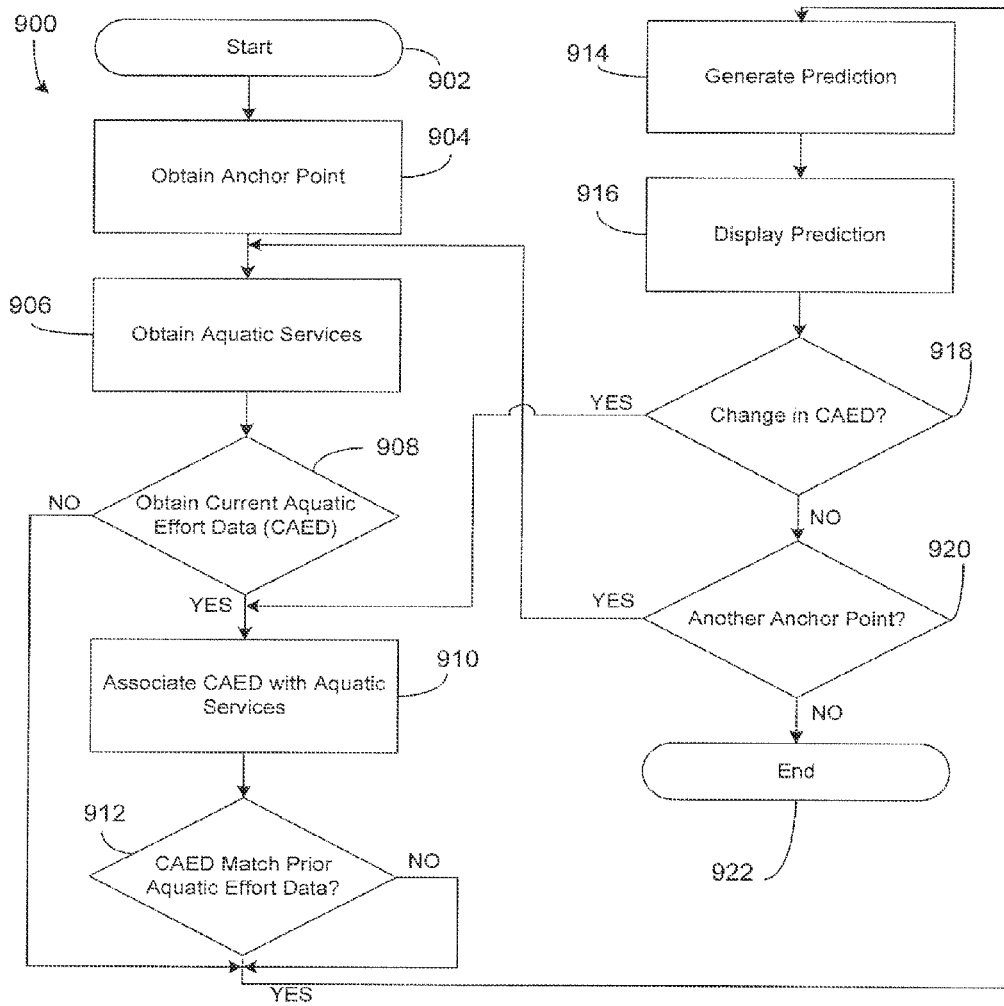 900
Start
902
904
Obtain Anchor Point
906
Obtain Aquatic Services
908
NO
Obtain Current Aquatic
Effort Data (CAED)
YES
910
Associate CAED with Aquatic
Services
912
CAED Match Prior
Aquatic Effort Data?
NO
YES
914
Generate Prediction
916
Display Prediction
918
YES
Change in CAED?
NO
920
YES
Another Anchor Point?
NO
End
922